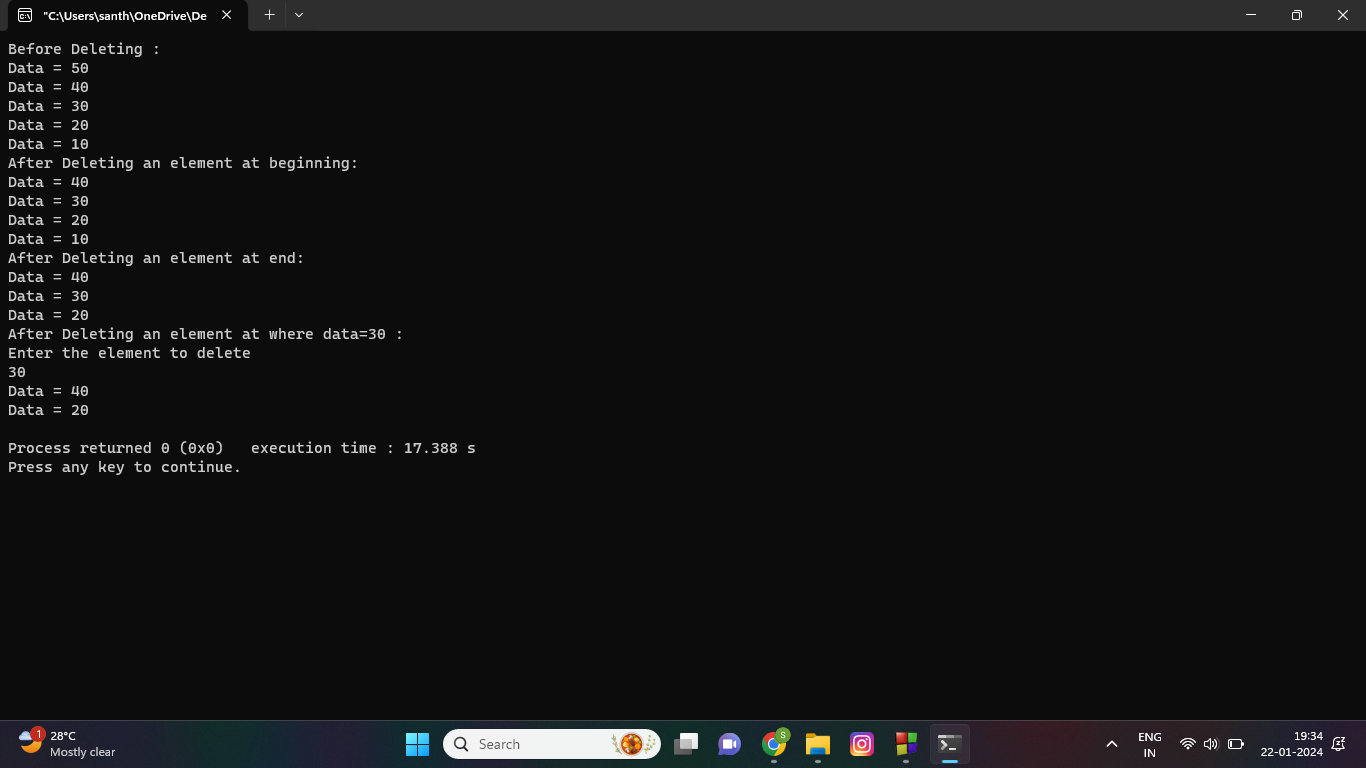 "C:\Users\santh\OneDrive\De
Before Deleting :
Data = 50
Data = 40
Data = 30
Data = 20
Data = 10
After Deleting an element at beginning:
Data = 40
Data = 30
Data = 20
Data = 10
After Deleting an element at end:
Data = 40
Data = 30
Data = 20
After Deleting an element at where data=30 :
Enter the element to delete
30
Data = 40
Data = 20
Process returned 0 (0x0)   execution time : 17.388 s
Press any key to continue.
1
28°C
Mostly clear
Search
S
ENG
IN
19:34
22-01-2024